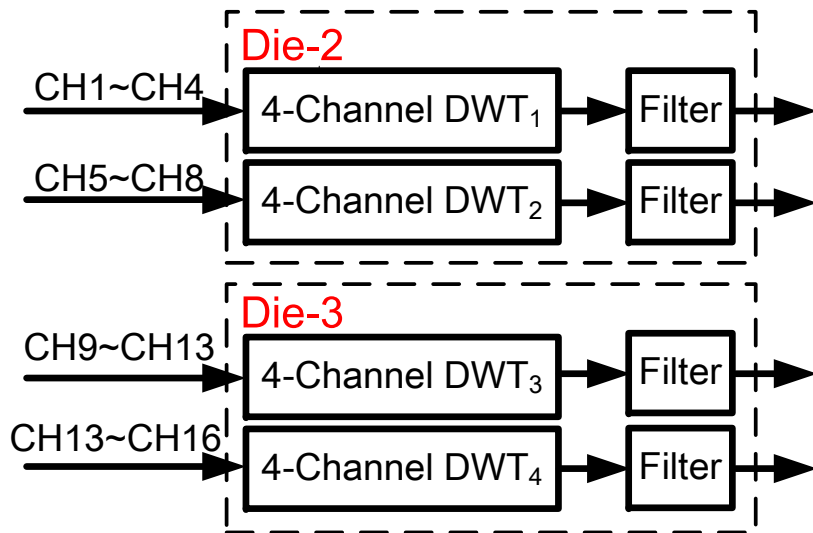 Die-2
CH1~CH4
4-Channel DWT₁
Filter
CH5~CH8
4-Channel DWT₂
Filter
Die-3
CH9~CH13
4-Channel DWT₃
Filter
CH13~CH16
4-Channel DWT₄
Filter